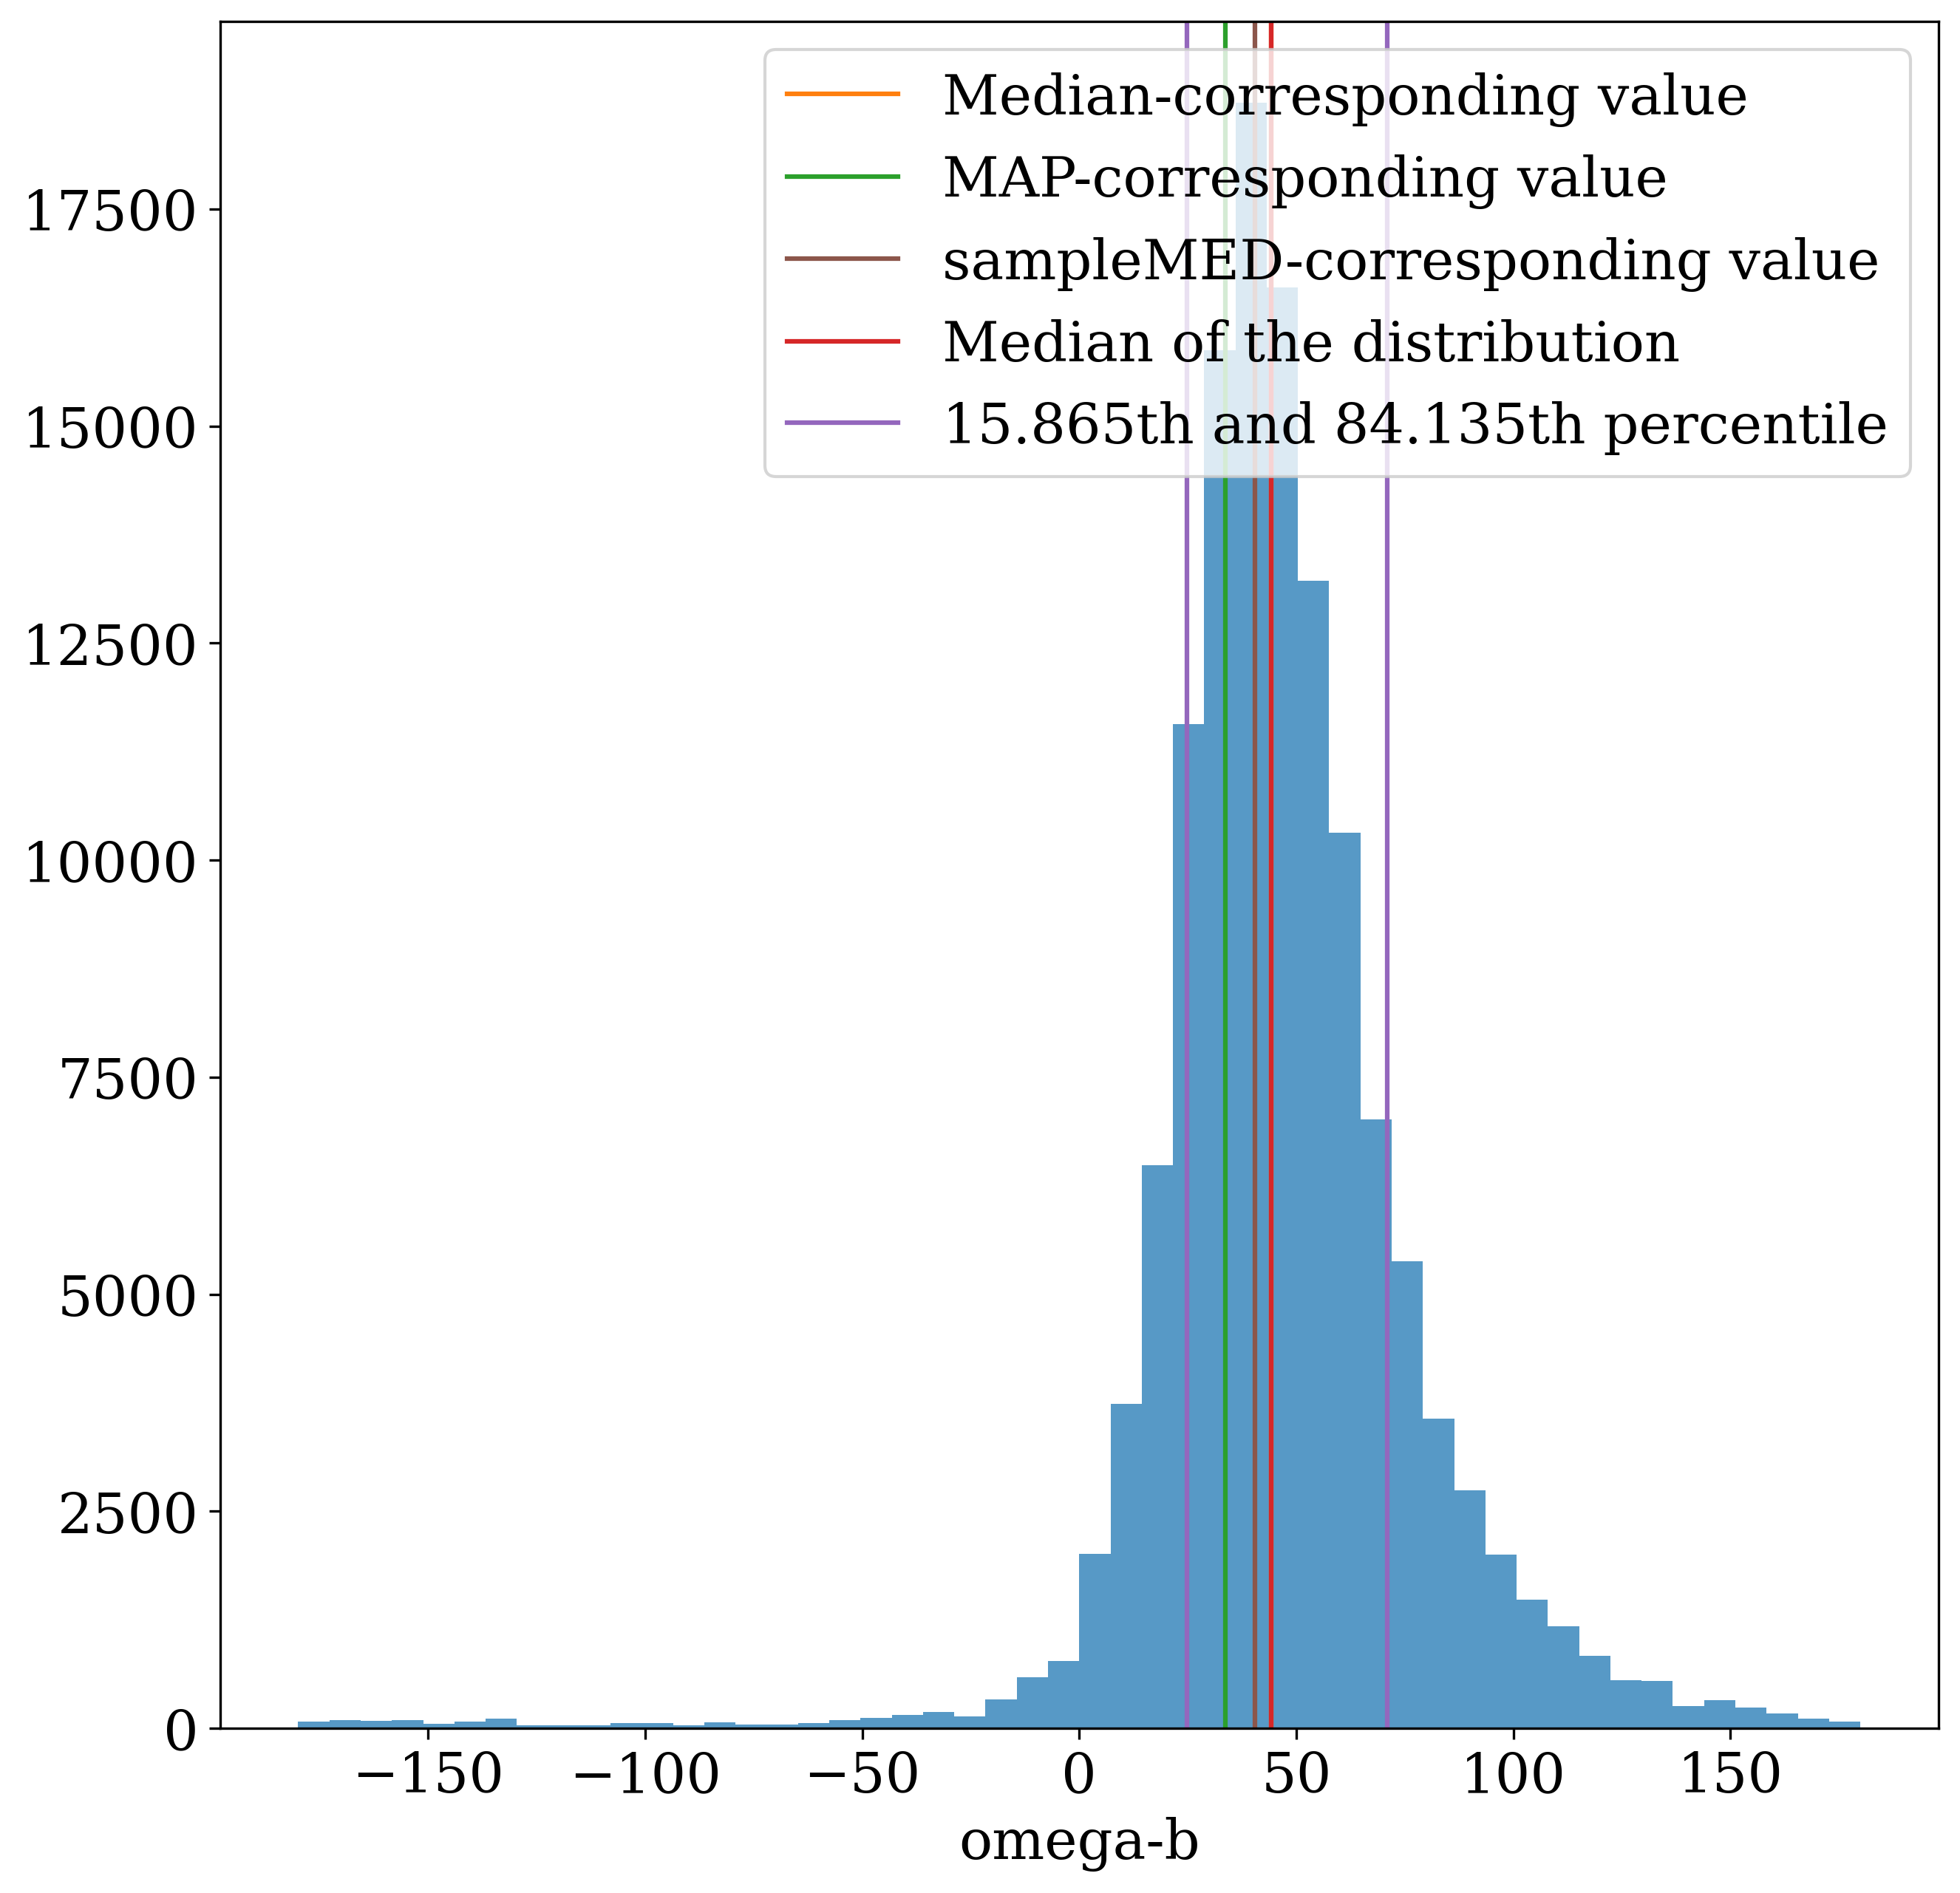 Median-corresponding value
MAP-corresponding value
sampleMED-corresponding value
Median of the distribution
15.865th and 84.135th percentile
17500
15000
12500
10000
7500
5000
2500
0
−150 −100 −50 0 50 100 150
omega-b